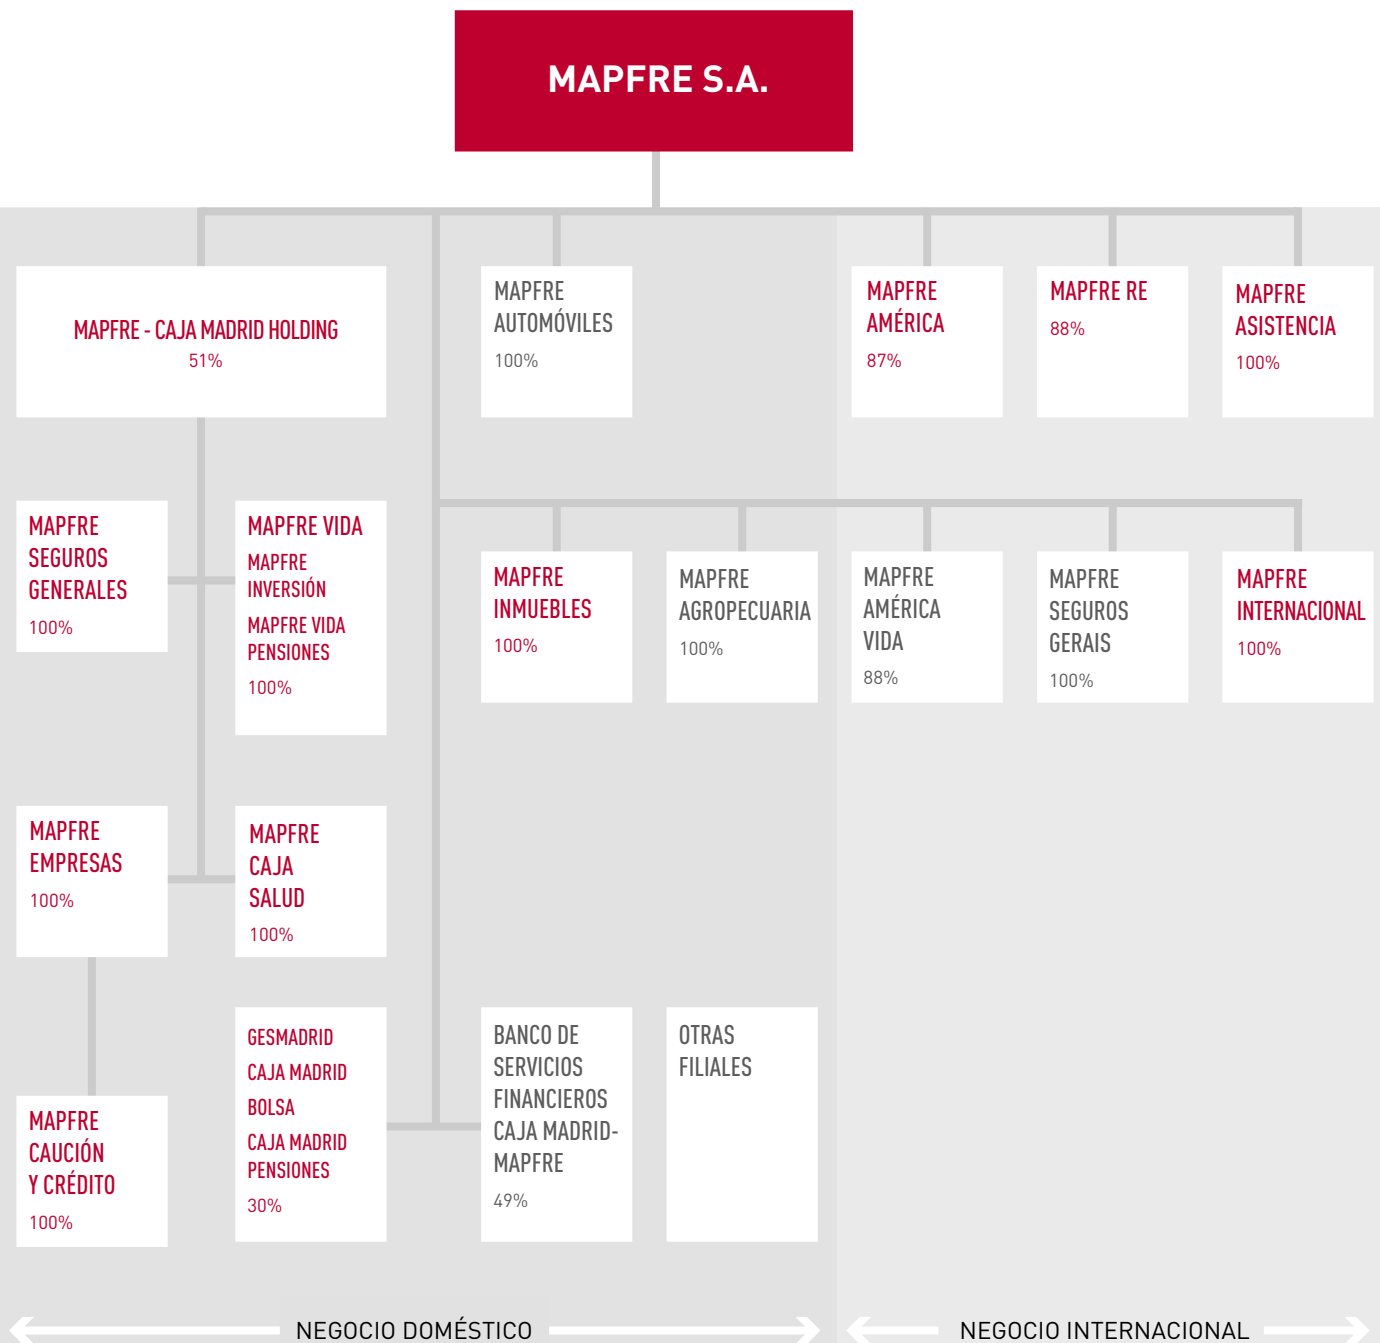 MAPFRE S.A.
MAPFRE - CAJA MADRID HOLDING
51%
MAPFRE
AUTOMÓVILES
100%
MAPFRE
AMÉRICA
87%
MAPFRE RE
88%
MAPFRE
ASISTENCIA
100%
MAPFRE
SEGUROS
GENERALES
100%
MAPFRE VIDA
MAPFRE
INVERSIÓN
MAPFRE VIDA
PENSIONES
100%
MAPFRE
INMUEBLES
100%
MAPFRE
AGROPECUARIA
100%
MAPFRE
AMÉRICA
VIDA
88%
MAPFRE
SEGUROS
GERAIS
100%
MAPFRE
INTERNACIONAL
100%
MAPFRE
EMPRESAS
100%
MAPFRE
CAJA
SALUD
100%
MAPFRE
CAUCIÓN
Y CRÉDITO
100%
GESMADRID
CAJA MADRID
BOLSA
CAJA MADRID
PENSIONES
30%
BANCO DE
SERVICIOS
FINANCIEROS
CAJA MADRID-
MAPFRE
49%
OTRAS
FILIALES
NEGOCIO DOMÉSTICO
NEGOCIO INTERNACIONAL